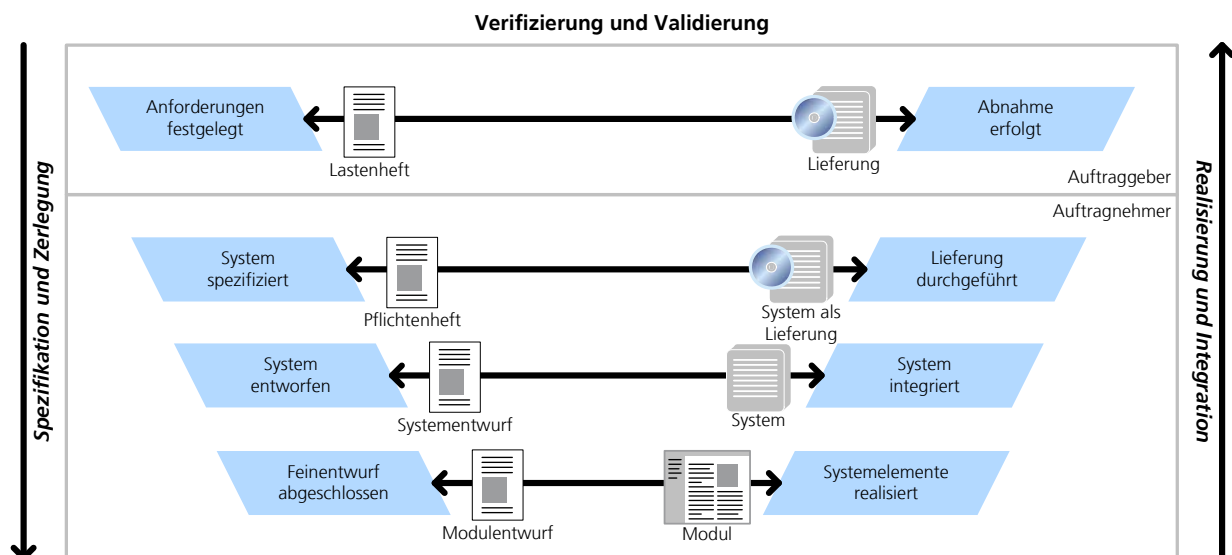 Verifizierung und Validierung
Spezifikation und Zerlegung
Realisierung und Integration
Anforderungen
festgelegt
Lastenheft
Lieferung
Abnahme
erfolgt
Auftraggeber
Auftragnehmer
System
spezifiziert
Pflichtenheft
System als
Lieferung
Lieferung
durchgeführt
System
entworfen
Systementwurf
System
System
integriert
Feinentwurf
abgeschlossen
Modulentwurf
Modul
Systemelemente
realisiert